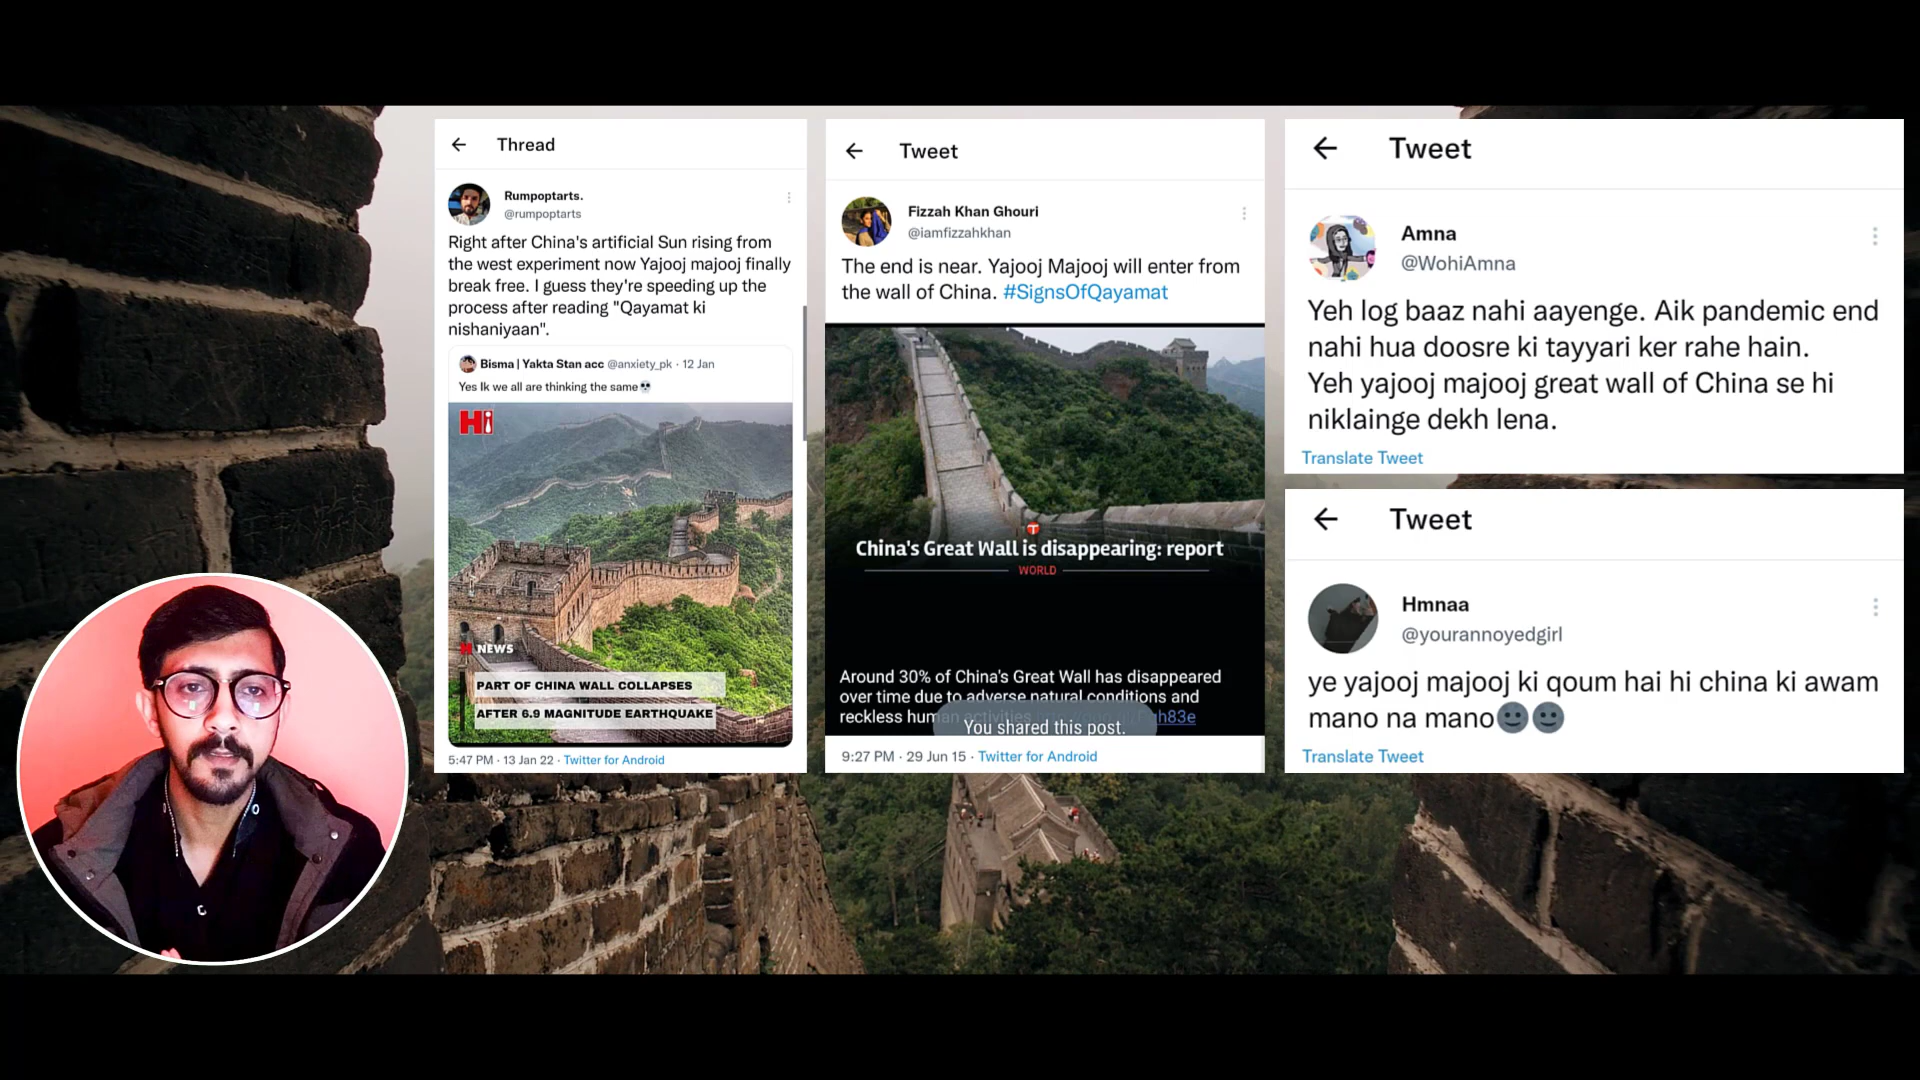 Thread
Rumpoptarts.
@rumpoptarts
Right after China's artificial Sun rising from
the west experiment now Yajooj majooj finally
break free. I guess they're speeding up the
process after reading "Qayamat ki
nishaniyaan".
Bisma | Yakta Stan acc @anxiety_pk · 12 Jan
Yes Ik we all are thinking the same💀
Hi
H NEWS
PART OF CHINA WALL COLLAPSES
AFTER 6.9 MAGNITUDE EARTHQUAKE
5:47 PM · 13 Jan 22 · Twitter for Android
Tweet
Fizzah Khan Ghouri
@iamfizzahkhan
The end is near. Yajooj Majooj will enter from
the wall of China. #SignsOfQayamat
T
China's Great Wall is disappearing: report
WORLD
Around 30% of China's Great Wall has disappeared
over time due to adverse natural conditions and
reckless human activities h83e
You shared this post.
9:27 PM · 29 Jun 15 · Twitter for Android
Tweet
Amna
@WohiAmna
Yeh log baaz nahi aayenge. Aik pandemic end
nahi hua doosre ki tayyari ker rahe hain.
Yeh yajooj majooj great wall of China se hi
niklainge dekh lena.
Translate Tweet
Tweet
Hmnaa
@yourannoyedgirl
ye yajooj majooj ki qoum hai hi china ki awam
mano na mano🌚🌚
Translate Tweet